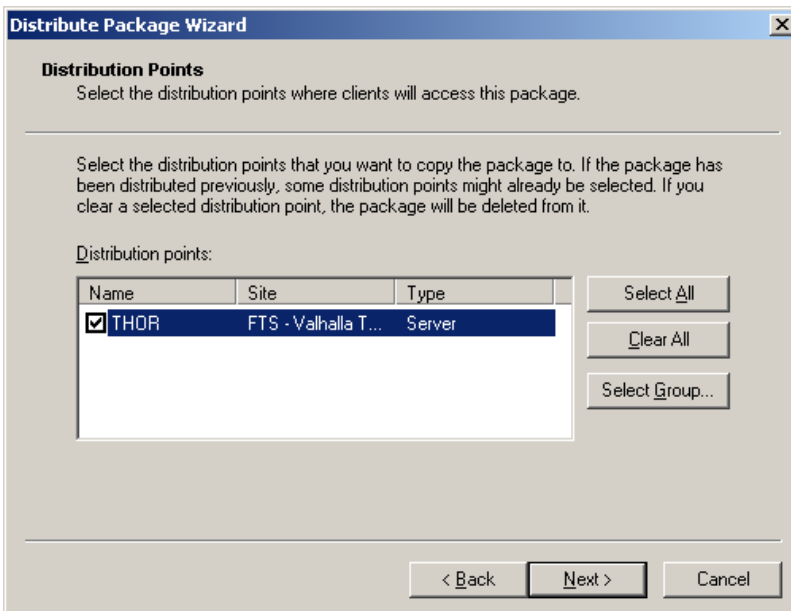 Distribute Package Wizard
Distribution Points
Select the distribution points where clients will access this package.
Select the distribution points that you want to copy the package to. If the package has
been distributed previously, some distribution points might already be selected. If you
clear a selected distribution point, the package will be deleted from it.
Distribution points:
Name Site Type
THOR FTS - Valhalla T... Server
Select All
Clear All
Select Group...
< Back Next > Cancel